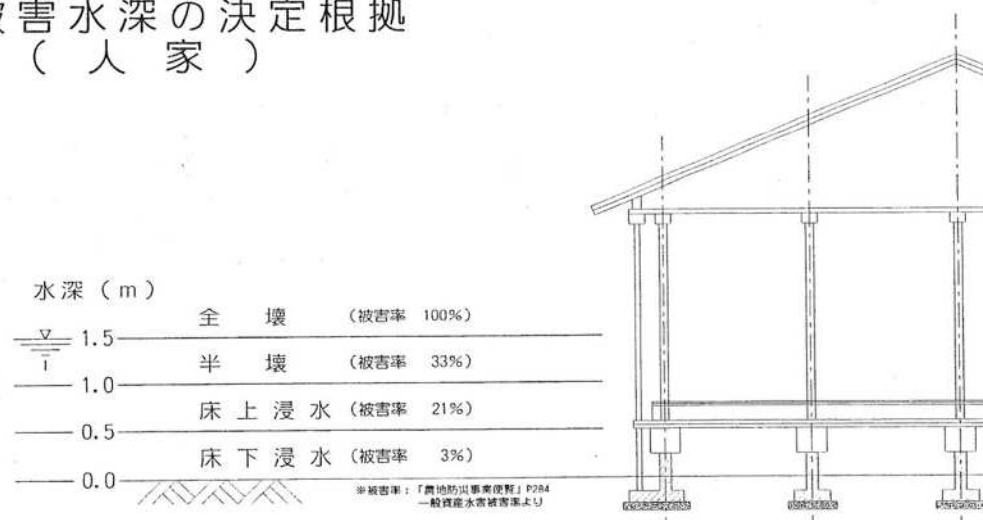 被害水深の決定根拠
(人家)
水深(m)
全壊 (被害率 100%)
1.5
半壊 (被害率 33%)
1.0
床上浸水 (被害率 21%)
0.5
床下浸水 (被害率 3%)
0.0
※被害率:「農地防災事業便覧」P284
一般資産水害被害率より